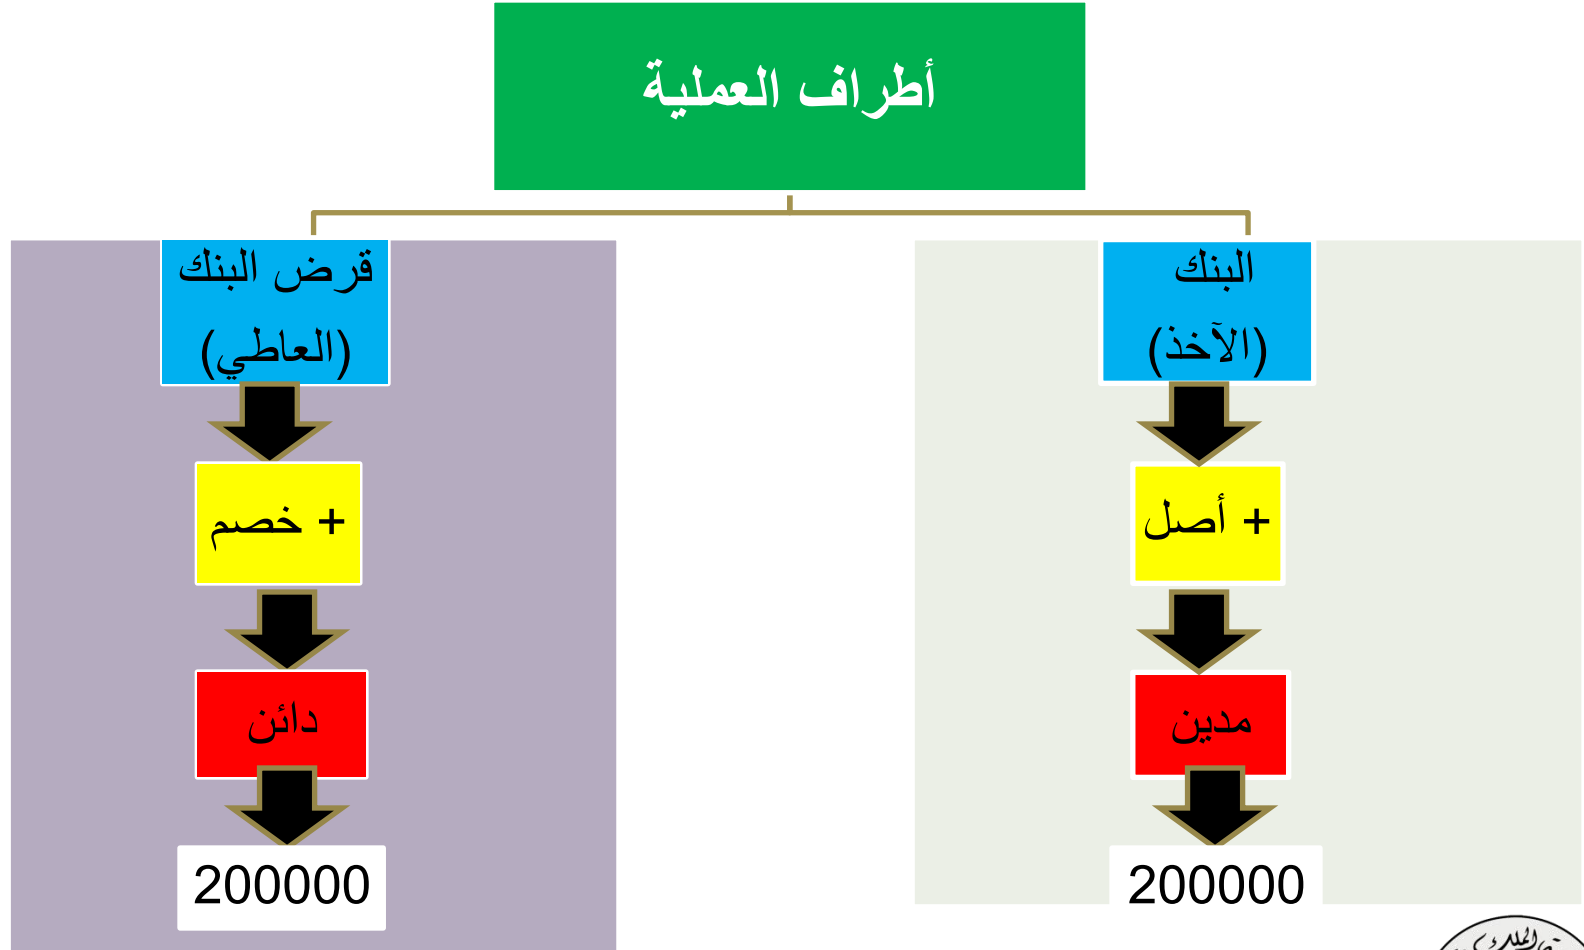 أطراف العملية
البنك
(الآخذ)
+ أصل
مدين
200000
قرض البنك
(العاطي)
+ خصم
دائن
200000